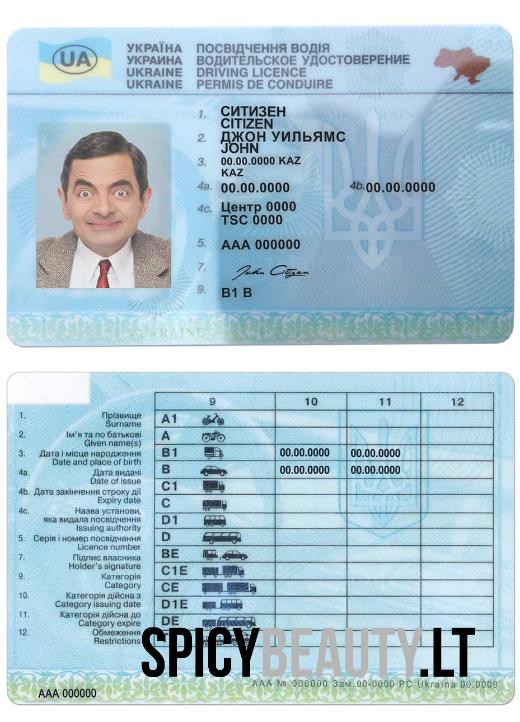 UA
УКРАЇНА ПОСВІДЧЕННЯ ВОДІЯ
УКРАИНА ВОДИТЕЛЬСКОЕ УДОСТОВЕРЕНИЕ
UKRAINE DRIVING LICENCE
UKRAINE PERMIS DE CONDUIRE
1. СИТИЗЕН
CITIZEN
2. ДЖОН УИЛЬЯМС
JOHN
3. 00.00.0000 KAZ
KAZ
4a. 00.00.0000 4b. 00.00.0000
4c. Центр 0000
TSC 0000
5. AAA 000000
7. John Citizen
9. B1 B
UKRAINE
9 10 11 12
1. Прізвище
Surname
2. Ім'я та по батькові
Given name(s)
3. Дата і місце народження
Date and place of birth
4a. Дата видачі
Date of issue
4b. Дата закінчення строку дії
Expiry date
4c. Назва установи,
яка видала посвідчення
Issuing authority
5. Серія і номер посвідчення
Licence number
7. Підпис власника
Holder's signature
9. Категорія
Category
10. Категорія дійсна з
Category issuing date
11. Категорія дійсна до
Category expire
12. Обмеження
Restrictions
A1
A
B1 00.00.0000 00.00.0000
B 00.00.0000 00.00.0000
C1
C
D1
D
BE
C1E
CE
D1E
DE
SPICYBEAUTY.LT
AAA № 000000 Зам.00-0000 РС Ukraina 00.0000
AAA 000000